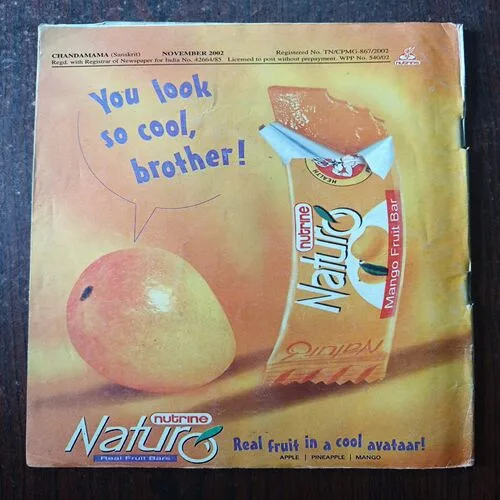 CHANDAMAMA (Sanskrit) NOVEMBER 2002 Registered No. TN/CPMG-867/2002
Regd. with Registrar of Newspaper for India No. 42664/85 Licensed to post without prepayment. WPP No. 540/02
nutrine
You look
so cool,
brother!
HEALTH
nutrine
Naturo
Mango Fruit Bar
Naturo
nutrine
Naturo
Real Fruit Bars
Real fruit in a cool avataar!
APPLE | PINEAPPLE | MANGO